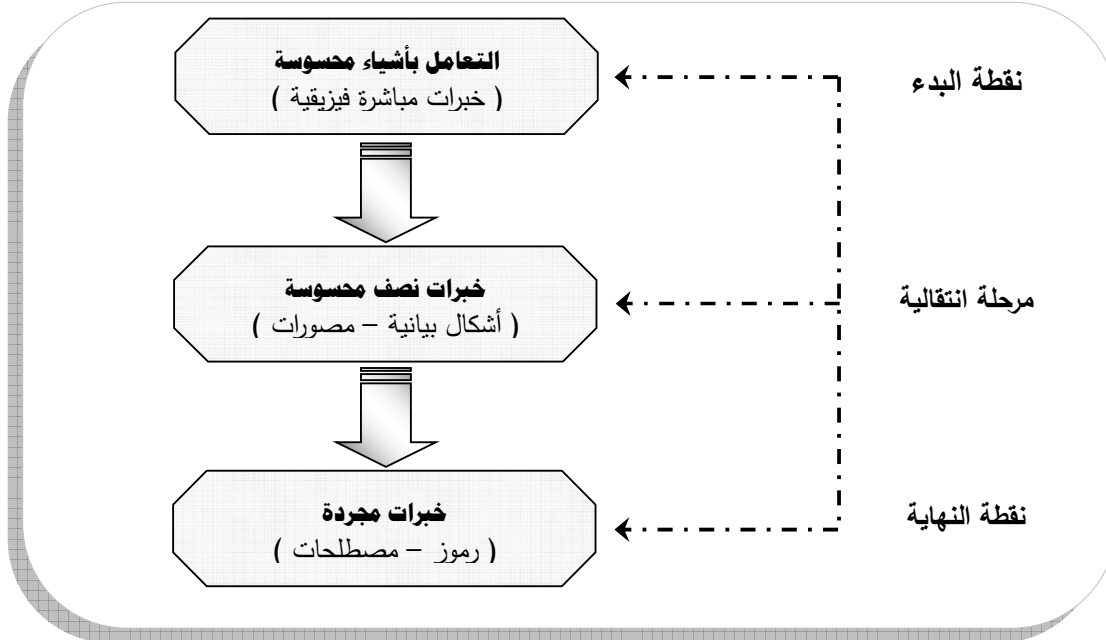 التعامل بأشياء محسوسة
( خبرات مباشرة فيزيقية )
نقطة البدء
خبرات نصف محسوسة
( أشكال بيانية – مصورات )
مرحلة انتقالية
خبرات مجردة
( رموز – مصطلحات )
نقطة النهاية